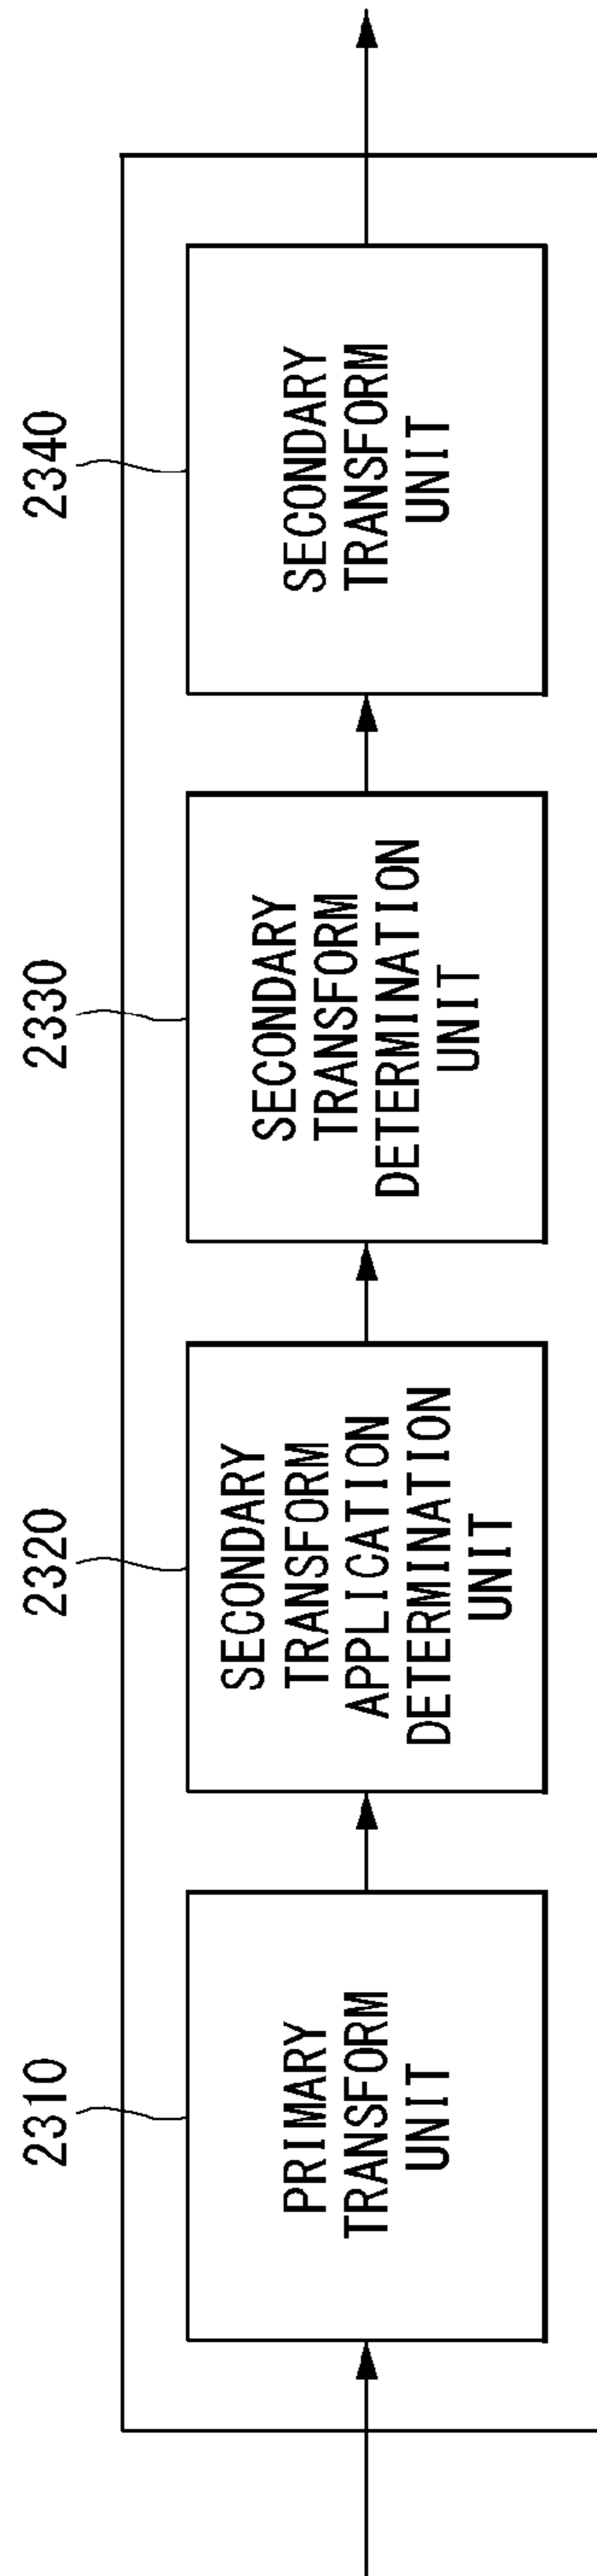 2310
2320
2330
2340
PRIMARY
TRANSFORM
UNIT
SECONDARY
TRANSFORM
APPLICATION
DETERMINATION
UNIT
SECONDARY
TRANSFORM
DETERMINATION
UNIT
SECONDARY
TRANSFORM
UNIT